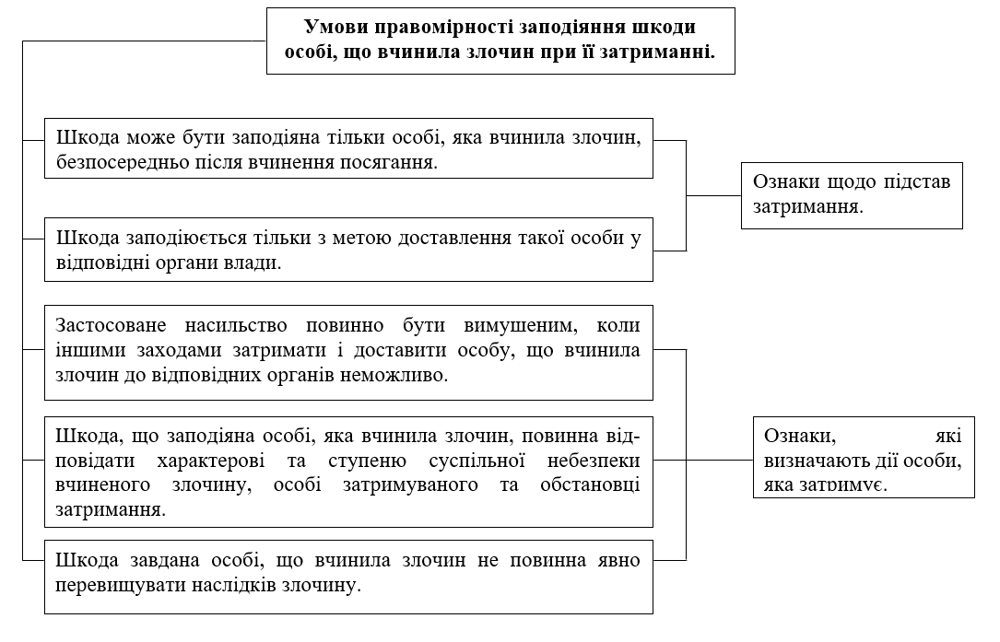 Умови правомірності заподіяння шкоди
особі, що вчинила злочин при її затриманні.
Шкода може бути заподіяна тільки особі, яка вчинила злочин,
безпосередньо після вчинення посягання.
Ознаки щодо підстав
затримання.
Шкода заподіюється тільки з метою доставлення такої особи у
відповідні органи влади.
Застосоване насильство повинно бути вимушеним, коли
іншими заходами затримати і доставити особу, що вчинила
злочин до відповідних органів неможливо.
Шкода, що заподіяна особі, яка вчинила злочин, повинна від-
повідати характерові та ступеню суспільної небезпеки
вчиненого злочину, особі затримуваного та обстановці
затримання.
Ознаки, які
визначають дії особи,
яка затримує.
Шкода завдана особі, що вчинила злочин не повинна явно
перевищувати наслідків злочину.